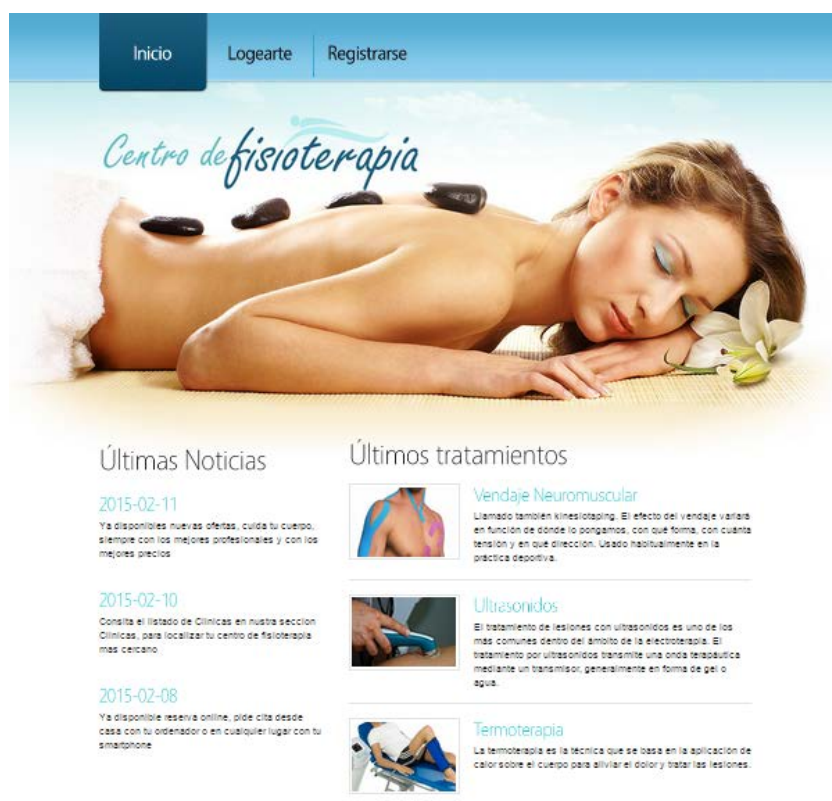 Inicio
Logearte
Registrarse
Centro de fisioterapia
Últimas Noticias
2015-02-11
Ya disponibles nuevas ofertas, cuida tu cuerpo,
siempre con los mejores profesionales y con los
mejores precios
2015-02-10
Conslta el listado de Clinicas en nustra seccion
Clinicas, para localizar tu centro de fisioterapia
mas cercano
2015-02-08
Ya disponible reserva online, pide cita desde
casa con tu ordenador o en cualquier lugar con tu
smartphone
Últimos tratamientos
Vendaje Neuromuscular
Llamado también kinesiotaping. El efecto del vendaje variará
en función de dónde lo pongamos, con qué forma, con cuánta
tensión y en qué dirección. Usado habitualmente en la
práctica deportiva.
Ultrasonidos
El tratamiento de lesiones con ultrasonidos es uno de los
más comunes dentro del ámbito de la electroterapia. El
tratamiento por ultrasonidos transmite una onda terapáutica
mediante un transmisor, generalmente en forma de gel o
agua.
Termoterapia
La termoterapia es la técnica que se basa en la aplicación de
calor sobre el cuerpo para aliviar el dolor y tratar las lesiones.